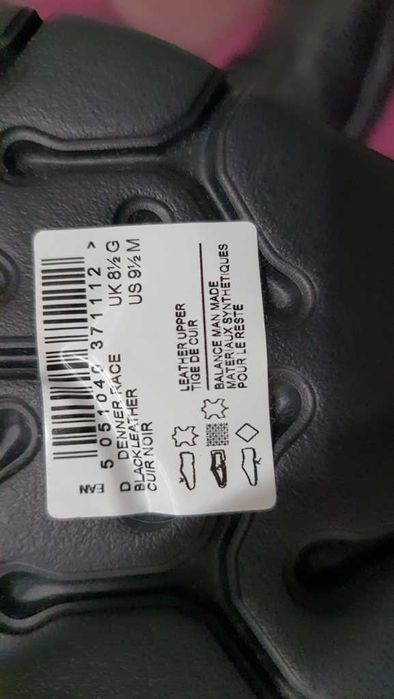 EAN 5 051040 371112 >
D DENNER RACE UK 8½ G
BLACK LEATHER US 9½ M
CUIR NOIR
LEATHER UPPER
TIGE DE CUIR
BALANCE MAN MADE
MATERIAUX SYNTHETIQUES
POUR LE RESTE